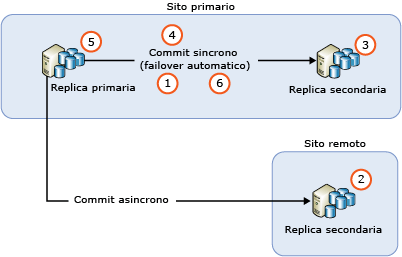 Sito primario
5
4
3
Commit sincrono
(failover automatico)
Replica primaria
1
6
Replica secondaria
Sito remoto
2
Commit asincrono
Replica secondaria